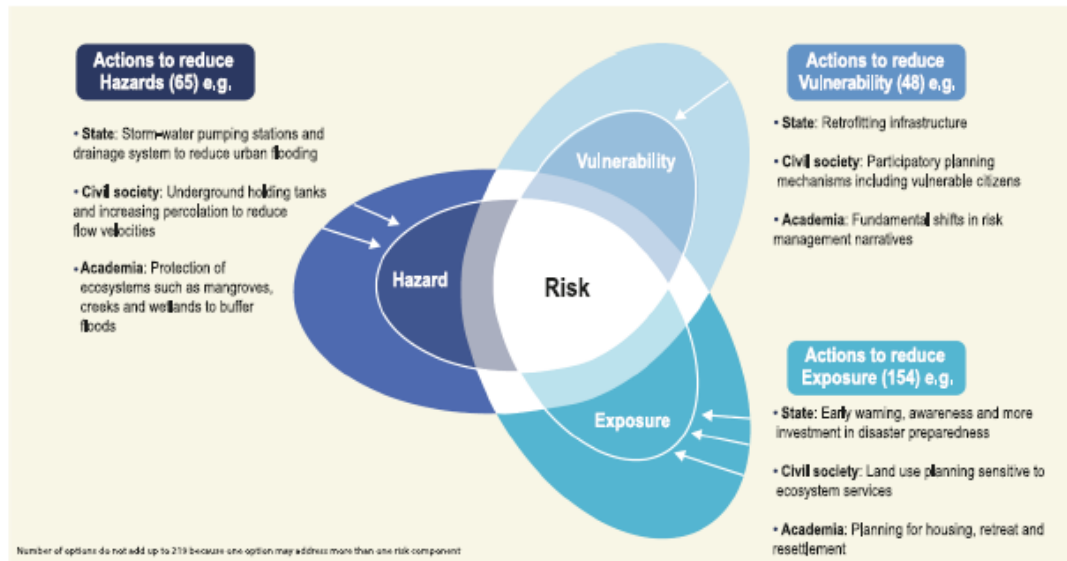 Actions to reduce
Hazards (65) e.g.
• State: Storm-water pumping stations and
drainage system to reduce urban flooding
• Civil society: Underground holding tanks
and increasing percolation to reduce
flow velocities
• Academia: Protection of
ecosystems such as mangroves,
creeks and wetlands to buffer
floods
Vulnerability
Hazard
Risk
Exposure
Actions to reduce
Vulnerability (48) e.g.
• State: Retrofitting infrastructure
• Civil society: Participatory planning
mechanisms including vulnerable citizens
• Academia: Fundamental shifts in risk
management narratives
Actions to reduce
Exposure (154) e.g.
• State: Early warning, awareness and more
investment in disaster preparedness
• Civil society: Land use planning sensitive to
ecosystem services
• Academia: Planning for housing, retreat and
resettlement
Number of options do not add up to 219 because one option may address more than one risk component